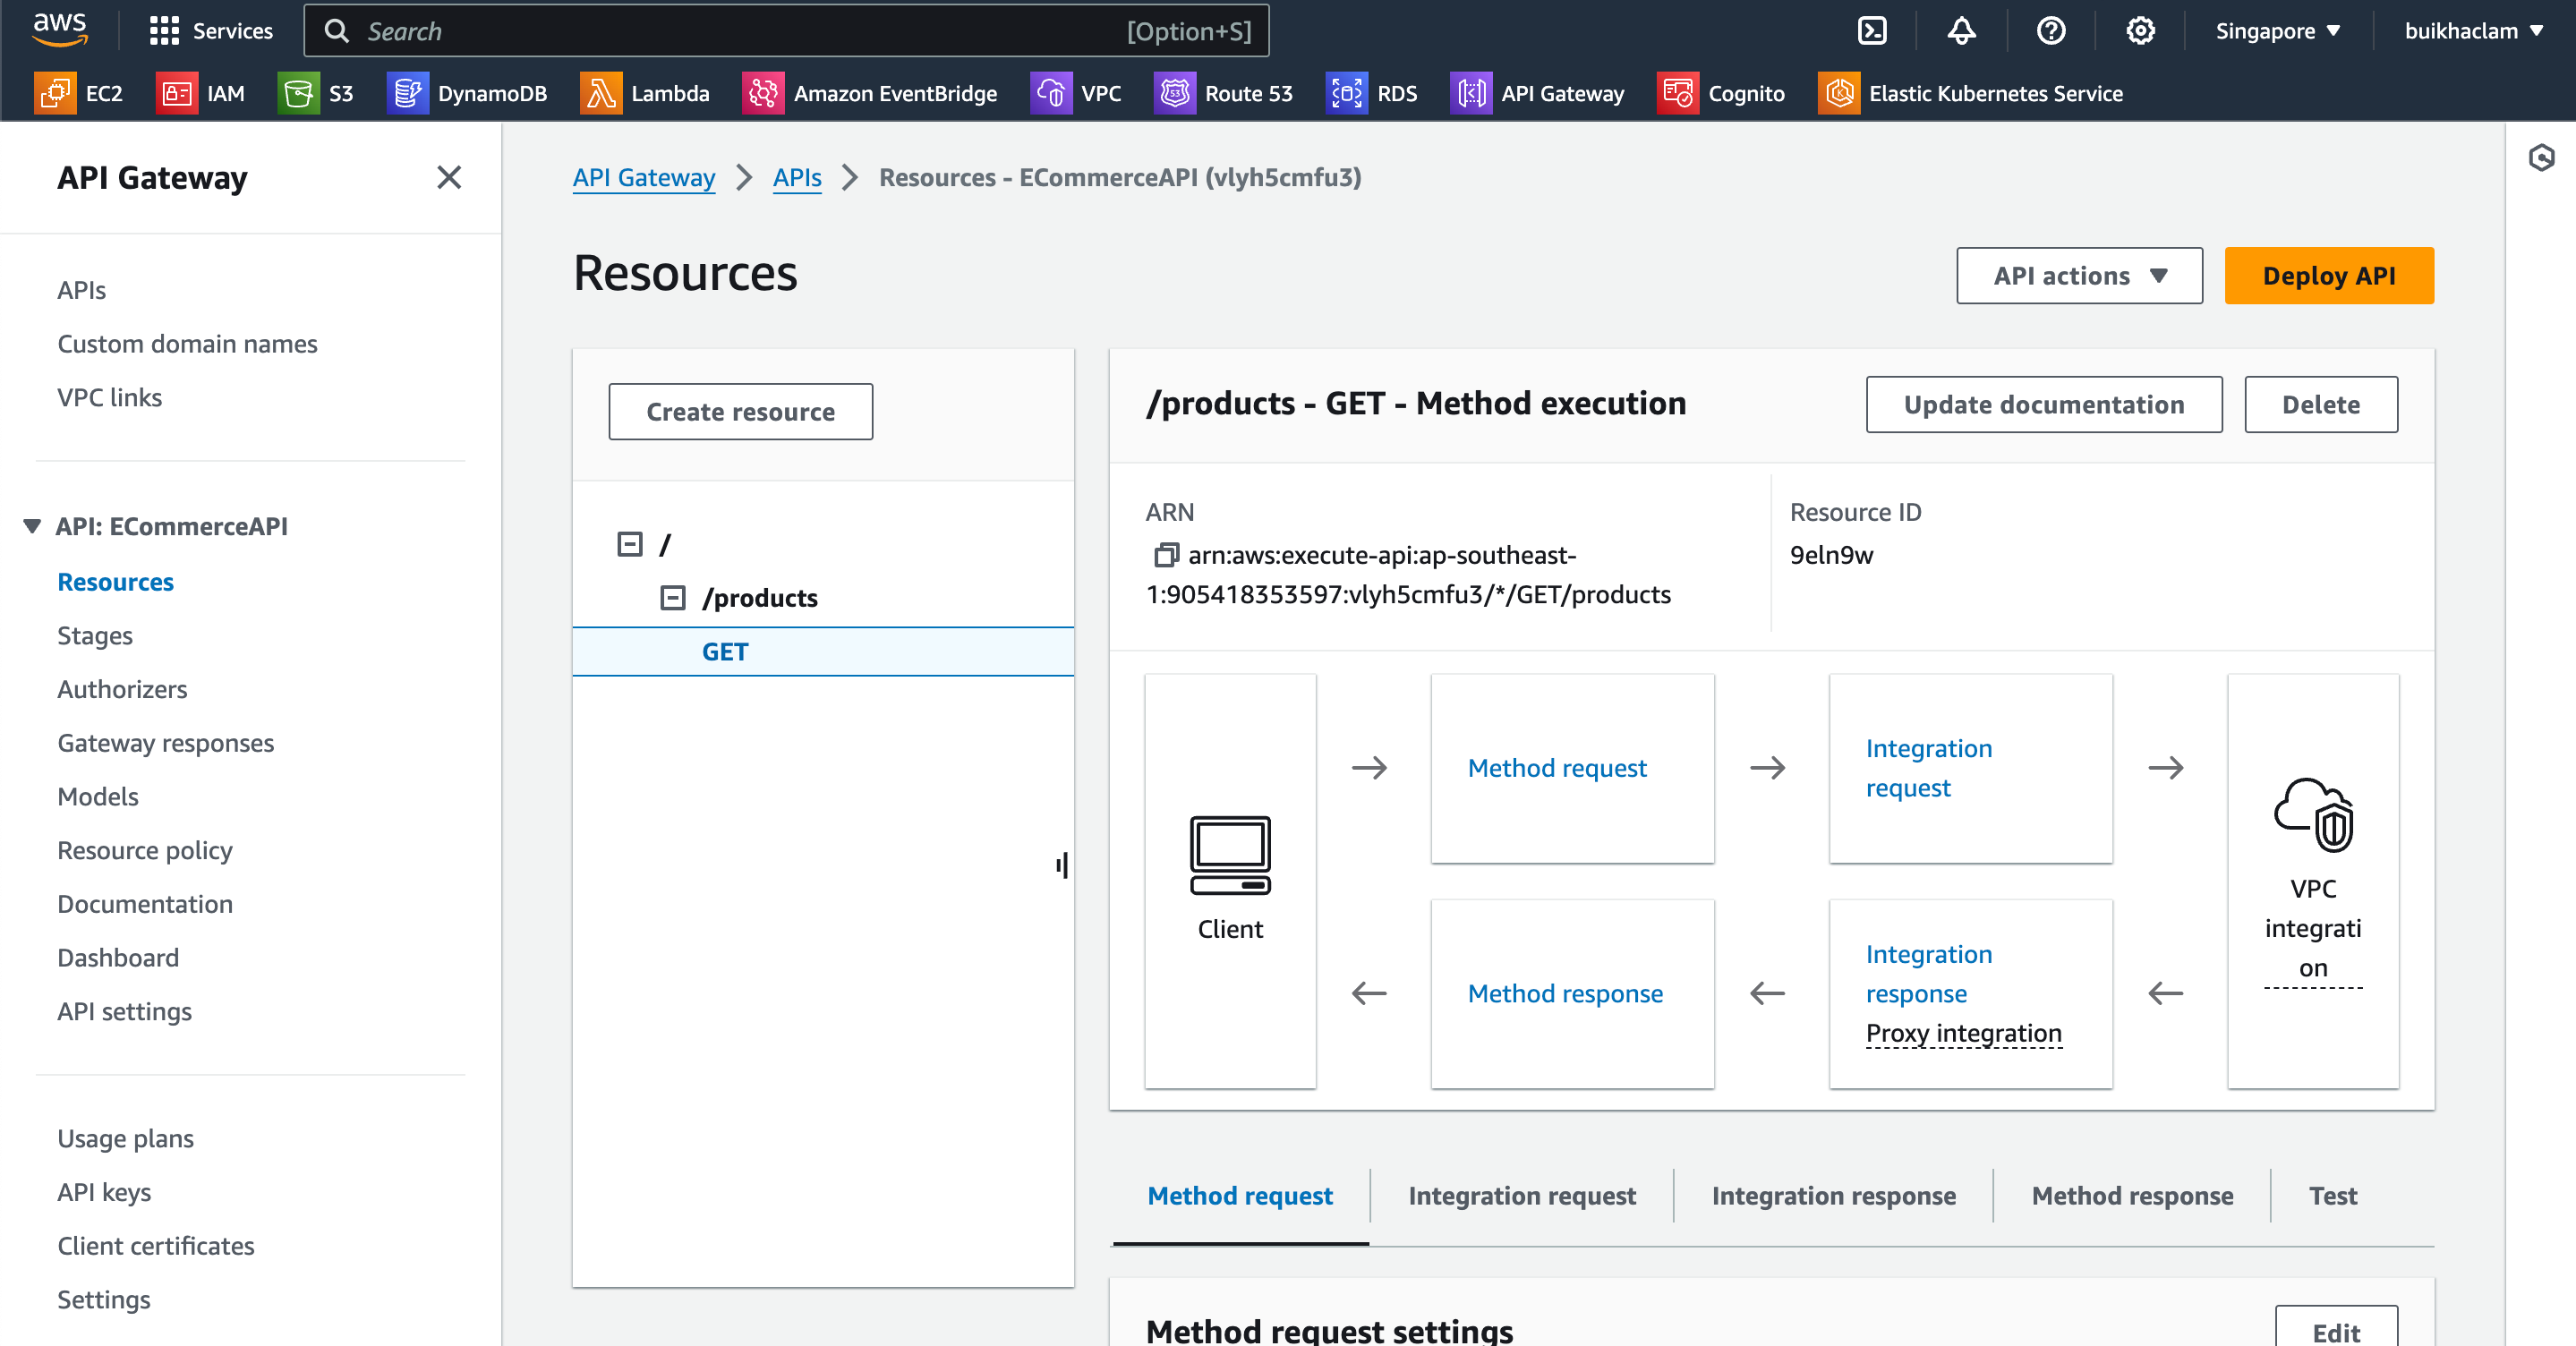 aws
Services
Search
[Option+S]
Singapore
buikhaclam
EC2
IAM
S3
DynamoDB
Lambda
Amazon EventBridge
VPC
Route 53
RDS
API Gateway
Cognito
Elastic Kubernetes Service
API Gateway
APIs
Custom domain names
VPC links
API: ECommerceAPI
Resources
Stages
Authorizers
Gateway responses
Models
Resource policy
Documentation
Dashboard
API settings
Usage plans
API keys
Client certificates
Settings
API Gateway
APIs
Resources - ECommerceAPI (vlyh5cmfu3)
Resources
API actions
Deploy API
Create resource
/
/products
GET
/products - GET - Method execution
Update documentation
Delete
ARN
arn:aws:execute-api:ap-southeast-
1:905418353597:vlyh5cmfu3/*/GET/products
Resource ID
9eln9w
Client
Method request
Integration
request
Method response
Integration
response
Proxy integration
VPC
integrati
on
Method request
Integration request
Integration response
Method response
Test
Method request settings
Edit